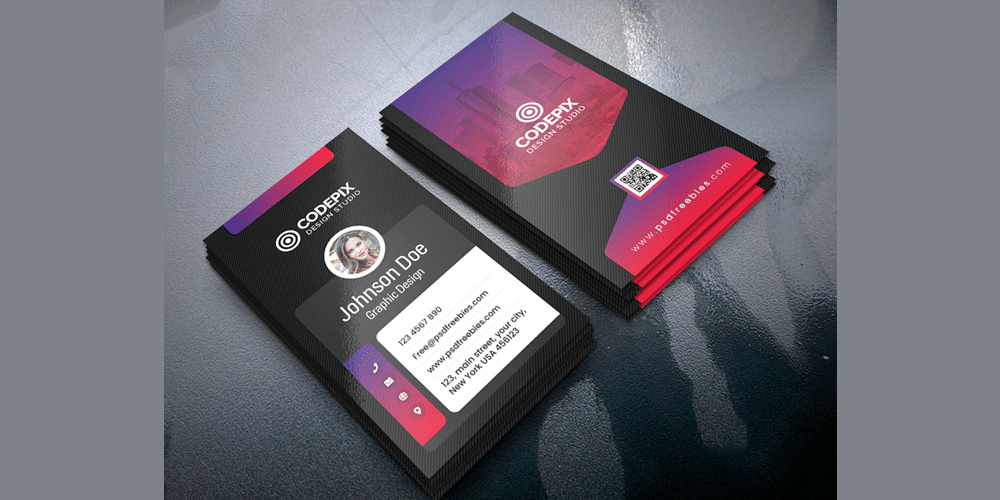 CODEPIX
DESIGN STUDIO
Johnson Doe
Graphic Design
123 4567 890
Free@psdfreebies.com
www.psdfreebies.com
123, main street, your city,
New York USA 456123
CODEPIX
DESIGN STUDIO
www.psdfreebies.com